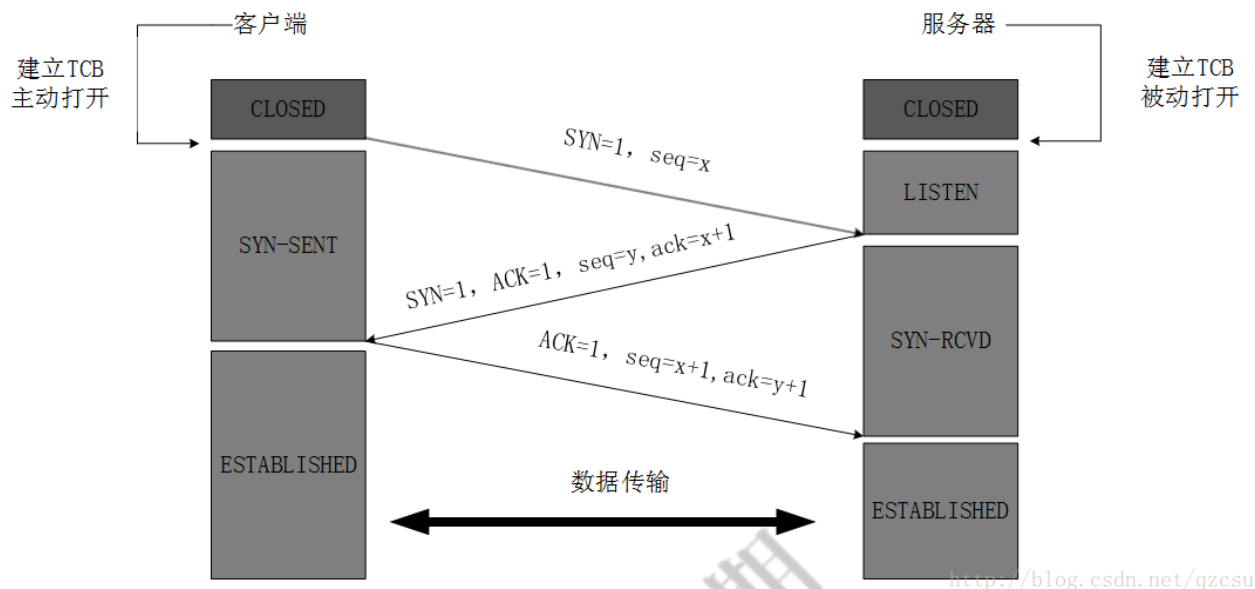 客户端
服务器
建立TCB
主动打开
建立TCB
被动打开
CLOSED
CLOSED
SYN=1, seq=x
LISTEN
SYN-SENT
SYN=1, ACK=1, seq=y,ack=x+1
SYN-RCVD
ACK=1, seq=x+1,ack=y+1
ESTABLISHED
数据传输
ESTABLISHED
期
http://blog.csdn.net/qzcsu